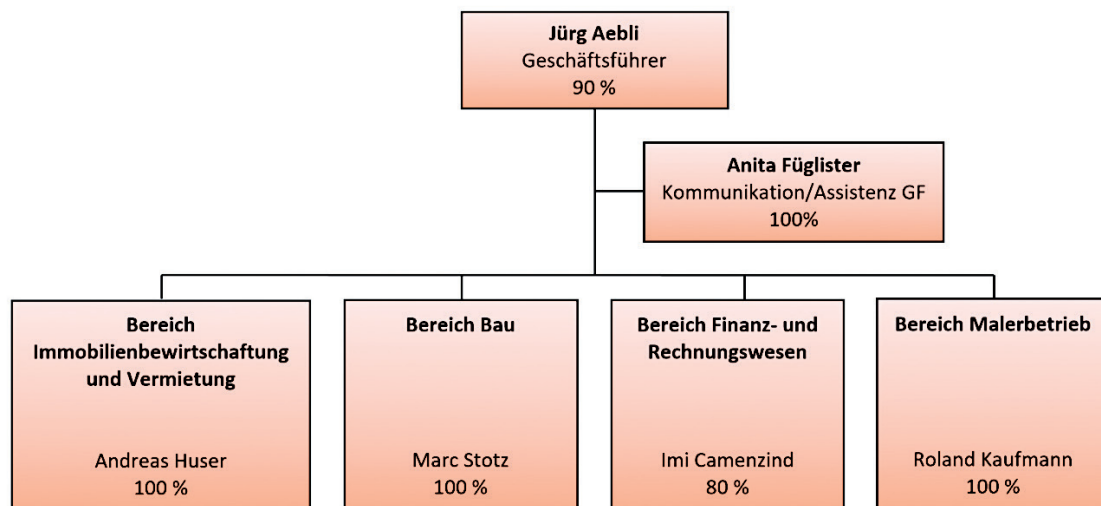 Jürg Aebli
Geschäftsführer
90 %
Anita Füglister
Kommunikation/Assistenz GF
100%
Bereich
Immobilienbewirtschaftung
und Vermietung
Andreas Huser
100 %
Bereich Bau
Marc Stotz
100 %
Bereich Finanz- und
Rechnungswesen
Imi Camenzind
80 %
Bereich Malerbetrieb
Roland Kaufmann
100 %